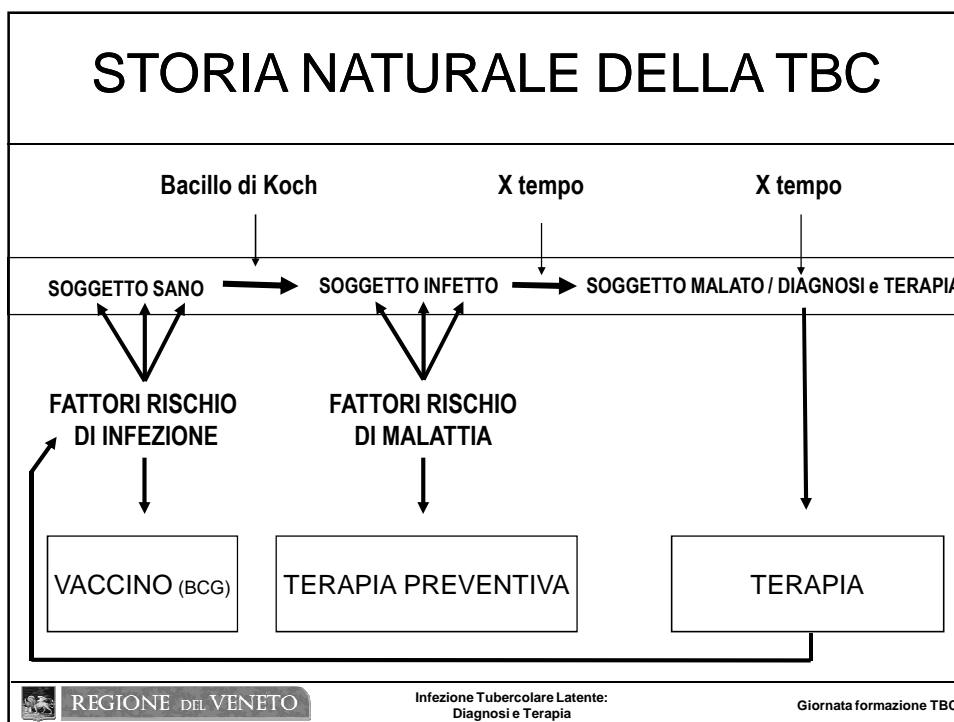 STORIA NATURALE DELLA TBC
Bacillo di Koch
X tempo
X tempo
SOGGETTO SANO
SOGGETTO INFETTO
SOGGETTO MALATO / DIAGNOSI e TERAPIA
FATTORI RISCHIO
DI INFEZIONE
FATTORI RISCHIO
DI MALATTIA
VACCINO (BCG)
TERAPIA PREVENTIVA
TERAPIA
REGIONE DEL VENETO
Infezione Tubercolare Latente:
Diagnosi e Terapia
Giornata formazione TBC